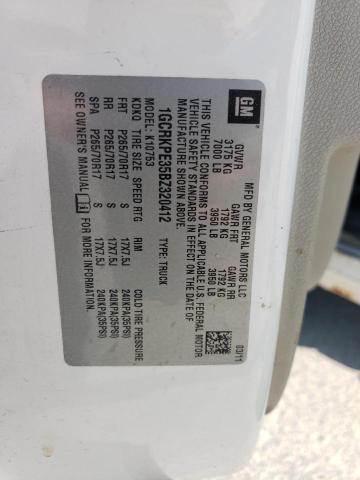 GM
MFD BY GENERAL MOTORS LLC 03/11
GVWR GAWR FRT GAWR RR
3175 KG 1792 KG 1792 KG
7000 LB 3950 LB 3950 LB
THIS VEHICLE CONFORMS TO ALL APPLICABLE U.S. FEDERAL MOTOR
VEHICLE SAFETY STANDARDS IN EFFECT ON THE DATE OF
MANUFACTURE SHOWN ABOVE.
1GCRKPE35BZ320412 TYPE: TRUCK
KOKO K10753
TIRE SIZE SPEED RTG RIM COLD TIRE PRESSURE
FRT P265/70R17 S 17X7.5J 240KPA(35PSI)
RR P265/70R17 S 17X7.5J 240KPA(35PSI)
SPA P265/70R17 S 17X7.5J 240KPA(35PSI)
SEE OWNER'S MANUAL i FOR MORE INFORMATION.